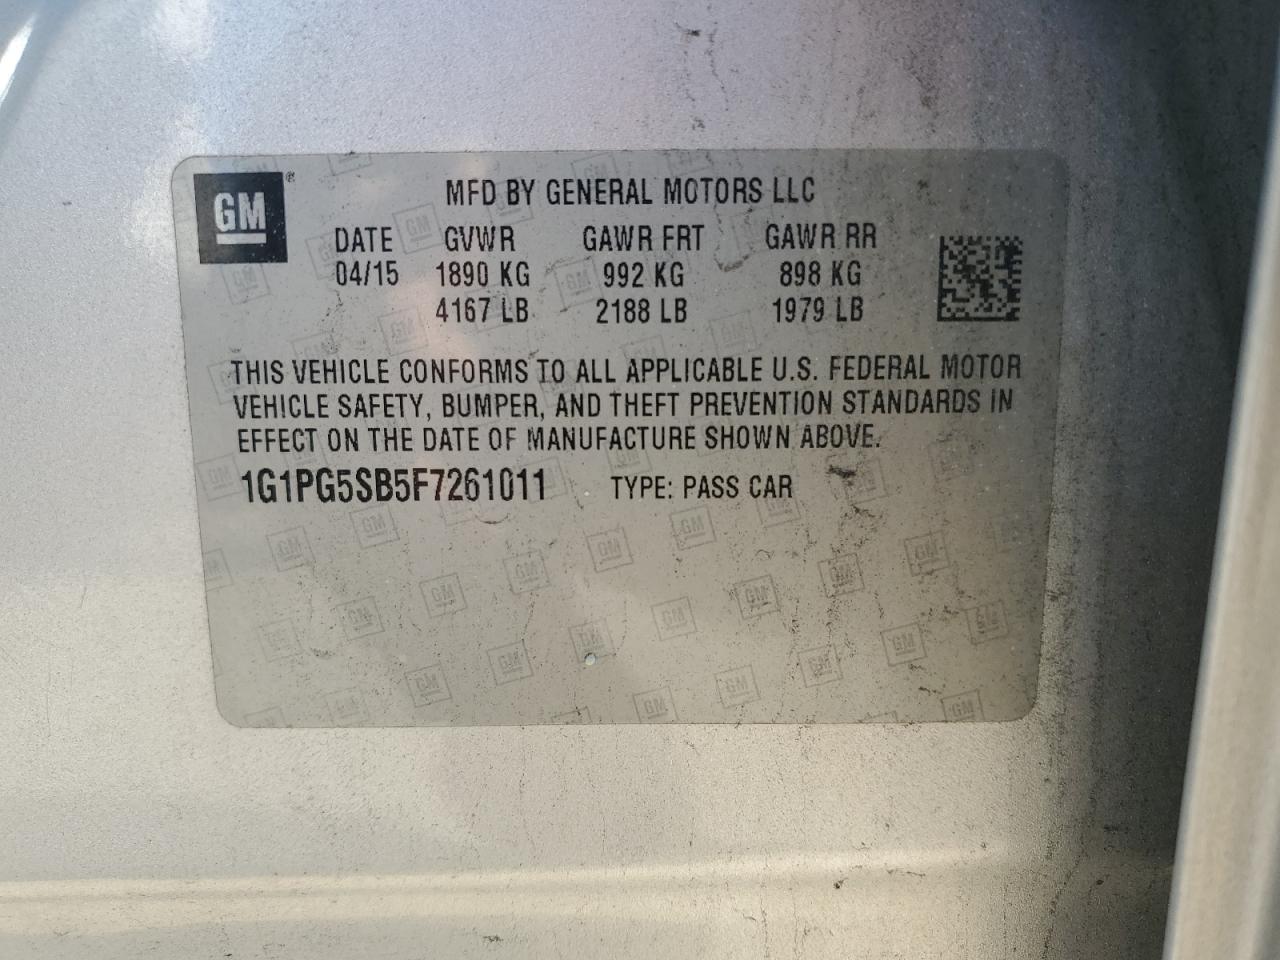 GM®
MFD BY GENERAL MOTORS LLC
DATE GVWR GAWR FRT GAWR RR
04/15 1890 KG 992 KG 898 KG
4167 LB 2188 LB 1979 LB
THIS VEHICLE CONFORMS TO ALL APPLICABLE U.S. FEDERAL MOTOR
VEHICLE SAFETY, BUMPER, AND THEFT PREVENTION STANDARDS IN
EFFECT ON THE DATE OF MANUFACTURE SHOWN ABOVE.
1G1PG5SB5F7261011 TYPE: PASS CAR